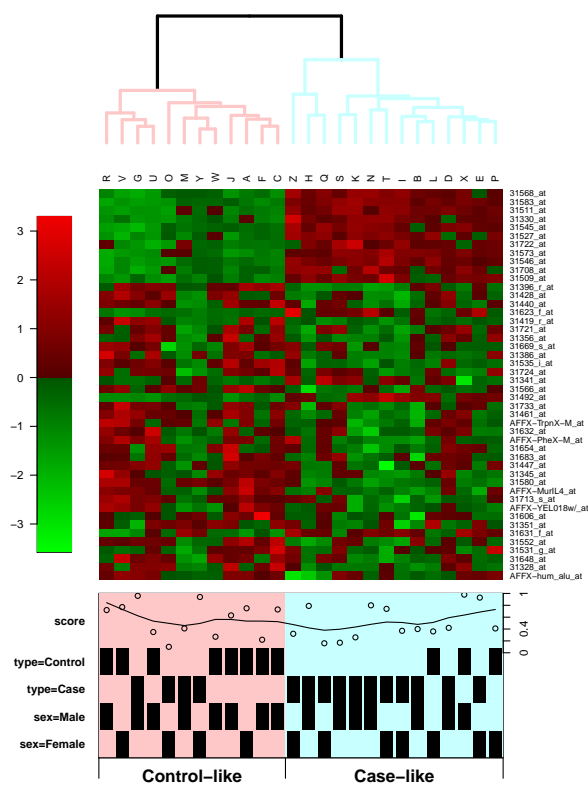 R V G U O M Y W J A F C Z H Q S K N T I B L D X E P
31568_at
31583_at
31511_at
31330_at
31545_at
31527_at
31722_at
31573_at
31546_at
31708_at
31509_at
31396_r_at
31428_at
31440_at
31623_f_at
31419_r_at
31721_at
31356_at
31669_s_at
31386_at
31535_i_at
31724_at
31341_at
31566_at
31492_at
31733_at
31461_at
AFFX−TrpnX−M_at
31632_at
AFFX−PheX−M_at
31654_at
31683_at
31447_at
31345_at
31580_at
AFFX−MurIL4_at
31713_s_at
AFFX−YEL018w/_at
31606_at
31351_at
31631_f_at
31552_at
31531_g_at
31648_at
31328_at
AFFX−hum_alu_at
3
2
1
0
−1
−2
−3
score
0 0.4 1
type=Control
type=Case
sex=Male
sex=Female
Control−like Case−like